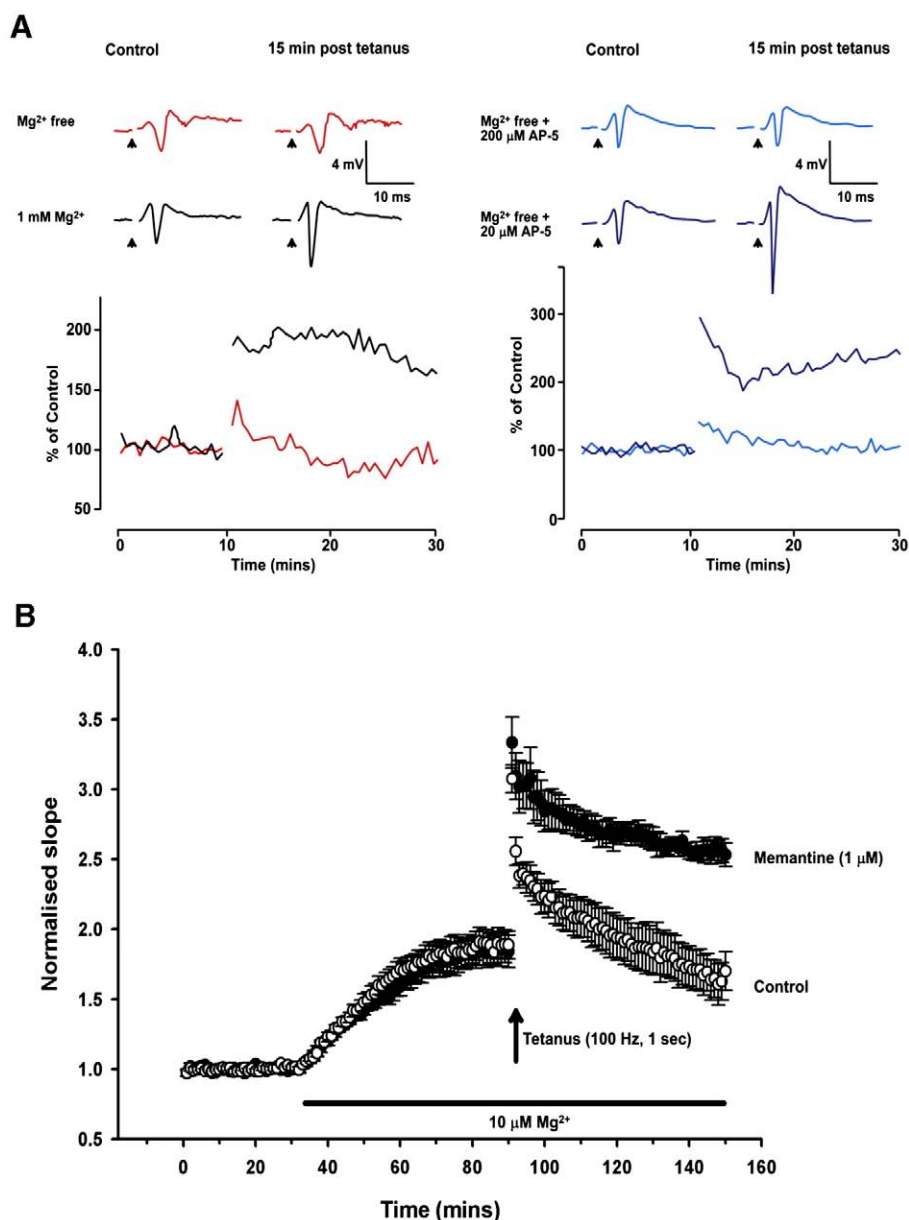 A
Control
15 min post tetanus
15 min post tetanus
Control
Mg²⁺ free
4 mV
10 ms
1 mM Mg²⁺
Mg²⁺ free +
200 µM AP-5
4 mV
10 ms
Mg²⁺ free +
20 µM AP-5
% of Control
200
150
100
50
0
10
20
30
Time (mins)
% of Control
300
200
100
0
0
10
20
30
Time (mins)
B
Normalised slope
4.0
3.5
3.0
2.5
2.0
1.5
1.0
0.5
Memantine (1 µM)
Control
Tetanus (100 Hz, 1 sec)
10 µM Mg²⁺
0
20
40
60
80
100
120
140
160
Time (mins)